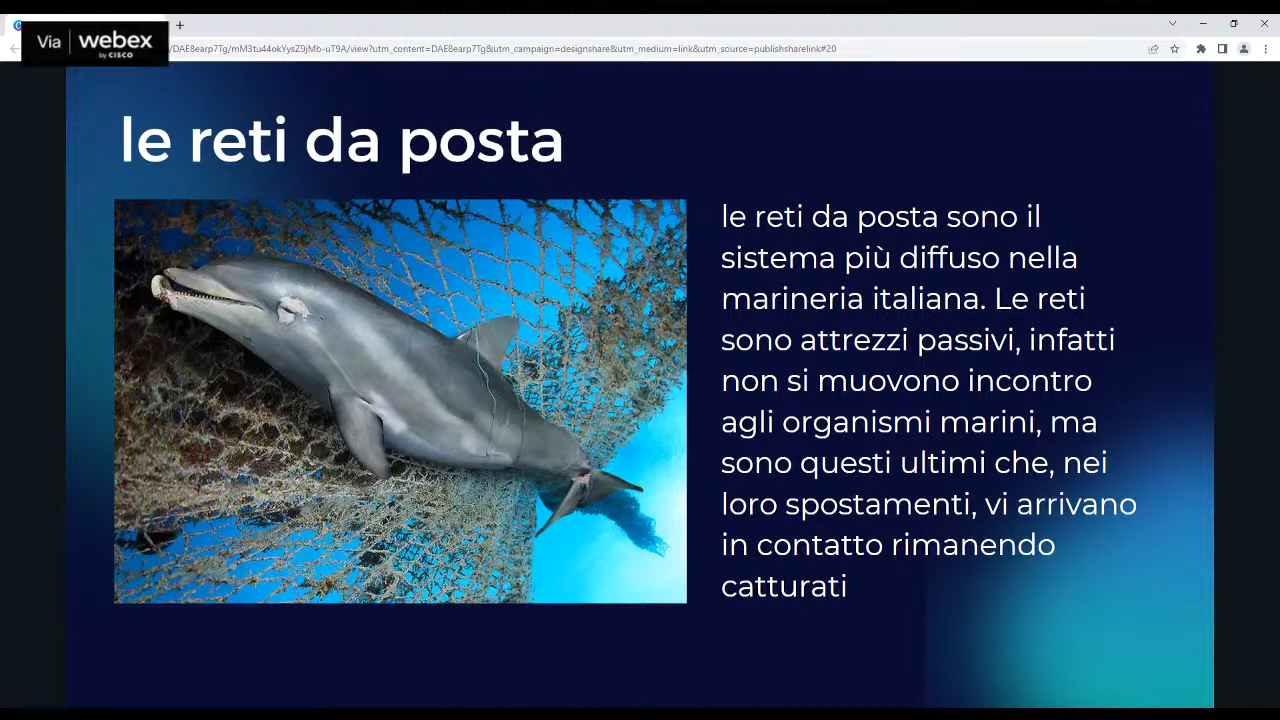 Via webex
by CISCO
/DAE8earp7Tg/mM3tu44okYysZ9jMb-uT9A/view?utm_content=DAE8earp7Tg&utm_campaign=designshare&utm_medium=link&utm_source=publishsharelink#20
le reti da posta
le reti da posta sono il
sistema più diffuso nella
marineria italiana. Le reti
sono attrezzi passivi, infatti
non si muovono incontro
agli organismi marini, ma
sono questi ultimi che, nei
loro spostamenti, vi arrivano
in contatto rimanendo
catturati